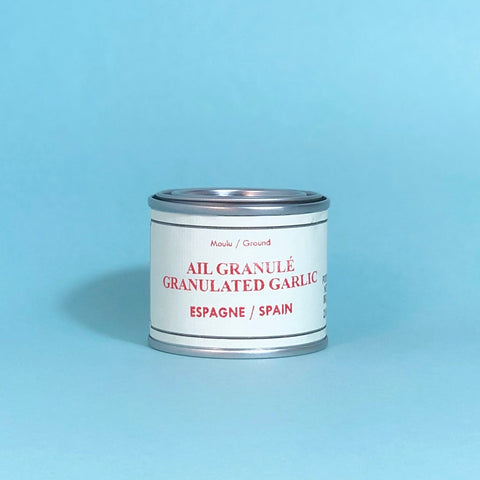 Moulu / Ground
AIL GRANULÉ
GRANULATED GARLIC
ESPAGNE / SPAIN